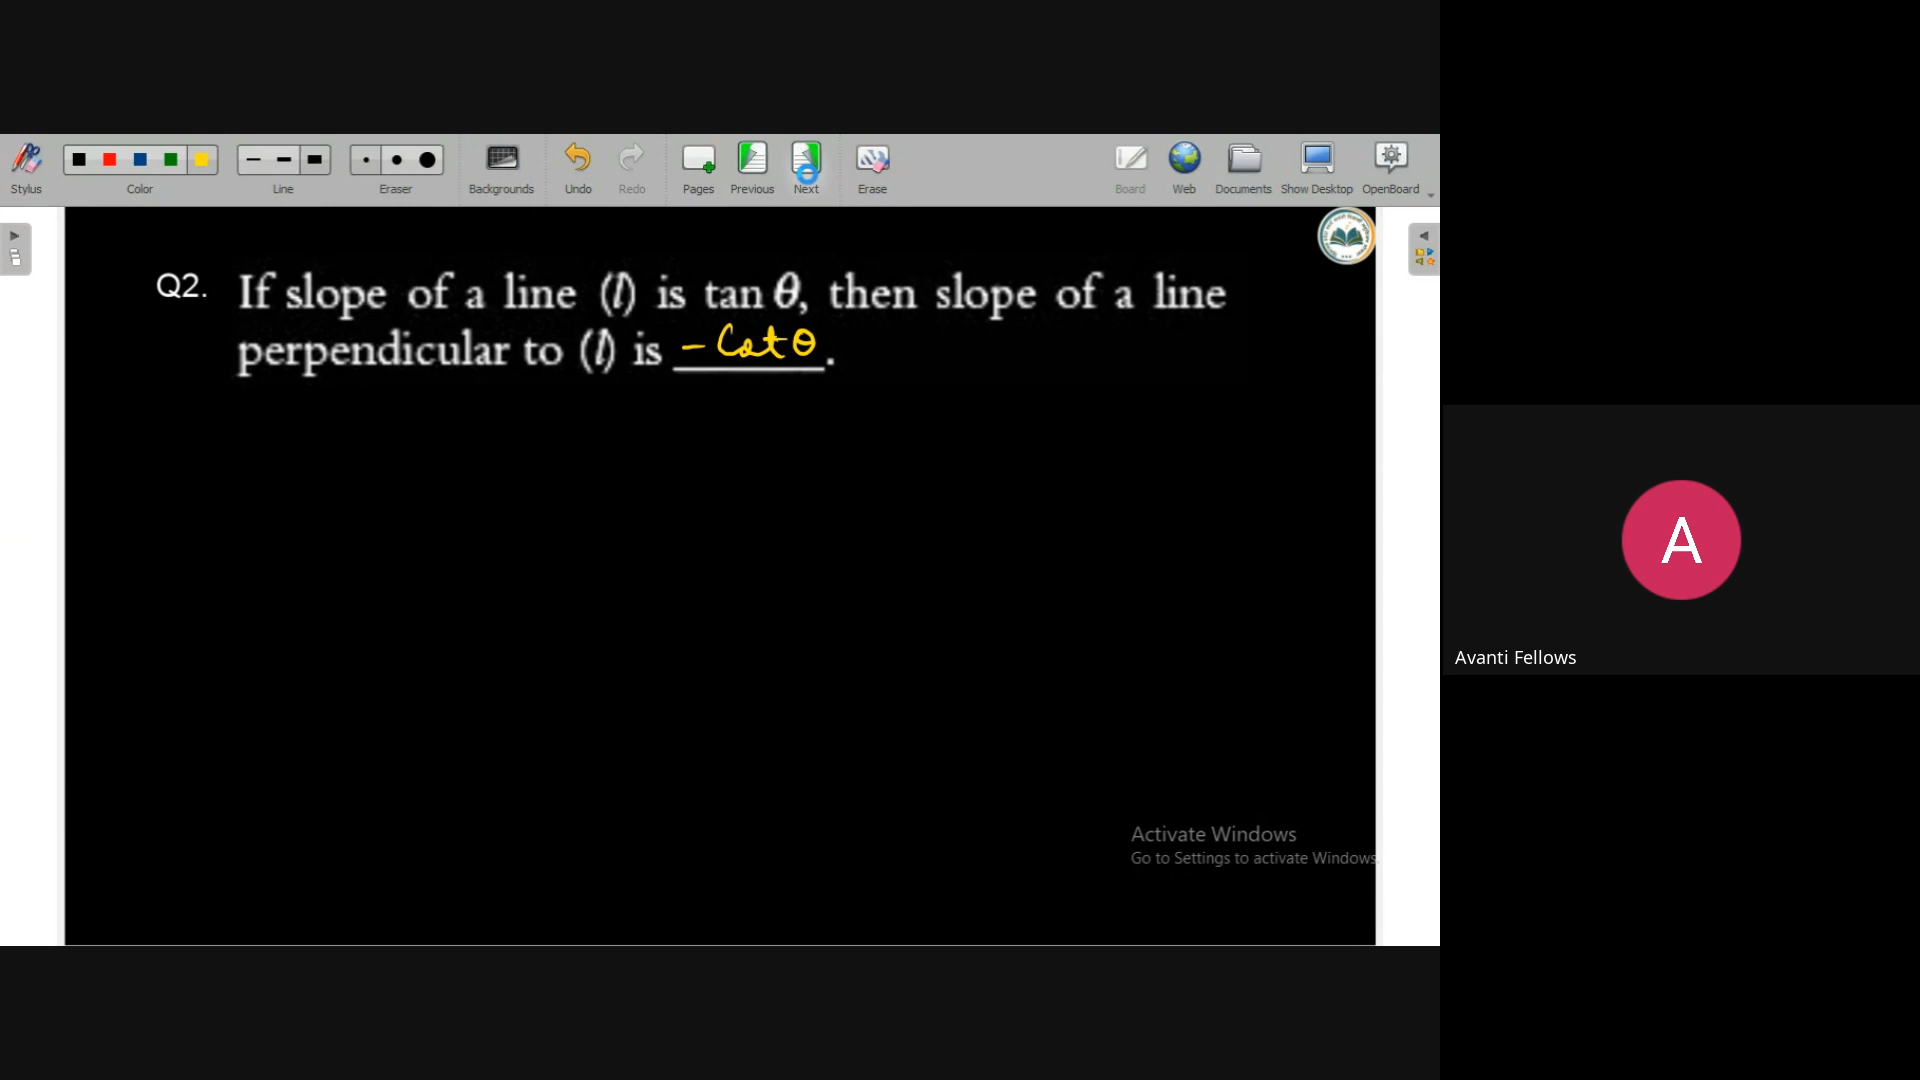 Stylus Color Line Eraser Backgrounds Undo Redo Pages Previous Next Erase Board Web Documents Show Desktop OpenBoard
Q2. If slope of a line (l) is tan θ, then slope of a line
perpendicular to (l) is - Cot θ.
A
Avanti Fellows
Activate Windows
Go to Settings to activate Windows.